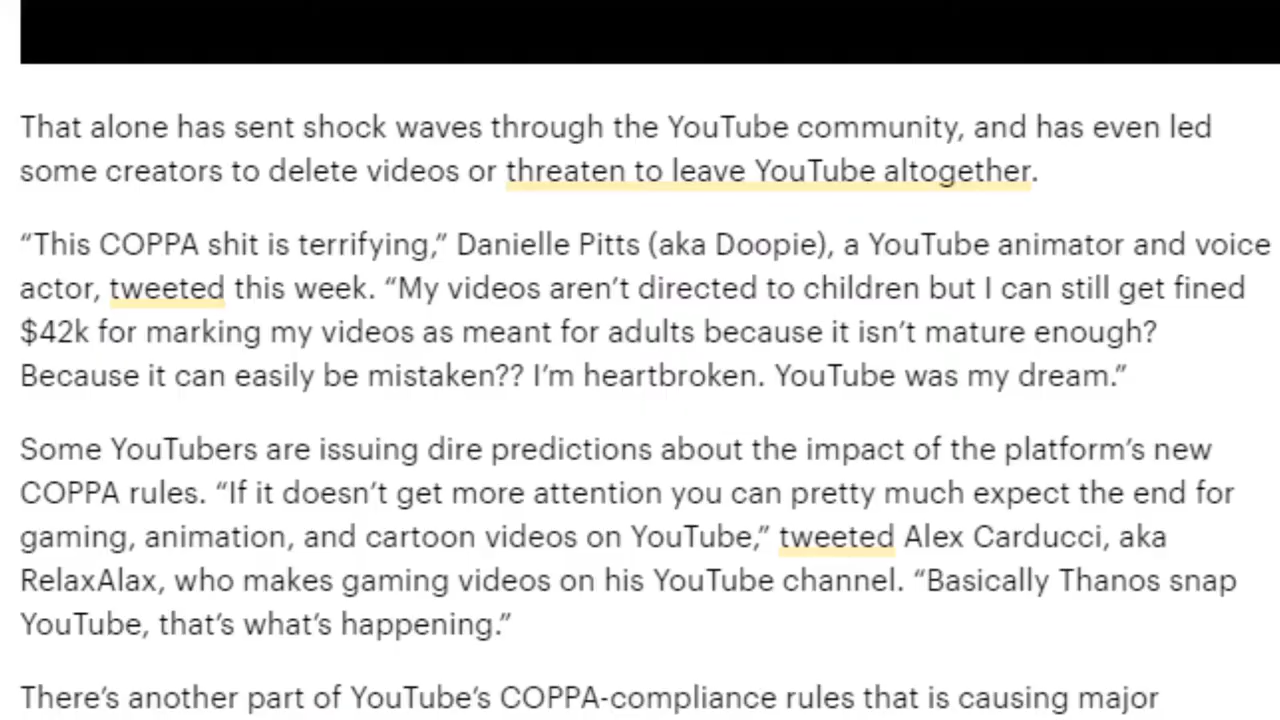 That alone has sent shock waves through the YouTube community, and has even led
some creators to delete videos or threaten to leave YouTube altogether.
“This COPPA shit is terrifying,” Danielle Pitts (aka Doopie), a YouTube animator and voice
actor, tweeted this week. “My videos aren’t directed to children but I can still get fined
$42k for marking my videos as meant for adults because it isn’t mature enough?
Because it can easily be mistaken?? I’m heartbroken. YouTube was my dream.”
Some YouTubers are issuing dire predictions about the impact of the platform’s new
COPPA rules. “If it doesn’t get more attention you can pretty much expect the end for
gaming, animation, and cartoon videos on YouTube,” tweeted Alex Carducci, aka
RelaxAlax, who makes gaming videos on his YouTube channel. “Basically Thanos snap
YouTube, that’s what’s happening.”
There’s another part of YouTube’s COPPA-compliance rules that is causing major